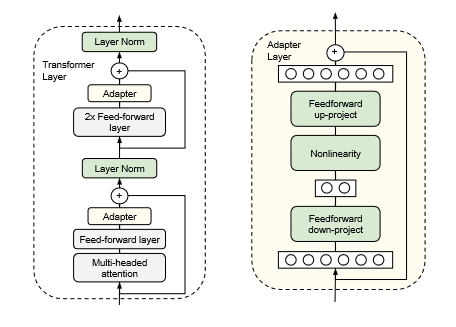 Layer Norm
Transformer
Layer
+
Adapter
2x Feed-forward
layer
Layer Norm
+
Adapter
Feed-forward layer
Multi-headed
attention
Adapter
Layer
+
Feedforward
up-project
Nonlinearity
Feedforward
down-project